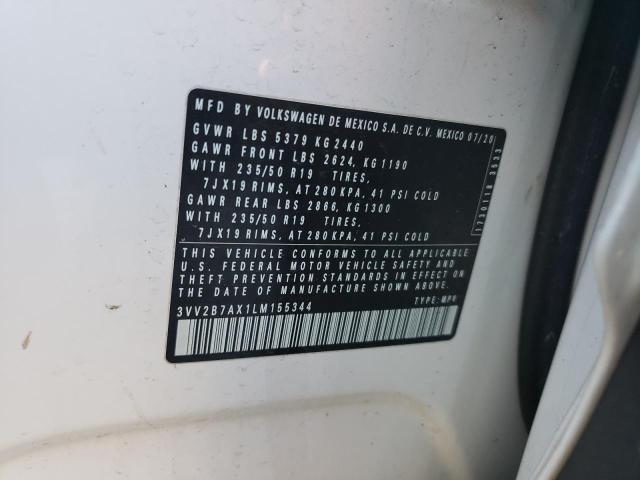 MFD BY VOLKSWAGEN DE MEXICO S.A. DE C.V. MEXICO 07/20
GVWR LBS 5379 KG 2440
GAWR FRONT LBS 2624, KG 1190
WITH 235/50 R19 TIRES,
7JX19 RIMS, AT 280 KPA, 41 PSI COLD
GAWR REAR LBS 2866, KG 1300
WITH 235/50 R19 TIRES,
7JX19 RIMS, AT 280 KPA, 41 PSI COLD
THIS VEHICLE CONFORMS TO ALL APPLICABLE
U.S. FEDERAL MOTOR VEHICLE SAFETY AND
THEFT PREVENTION STANDARDS IN EFFECT ON
THE DATE OF MANUFACTURE SHOWN ABOVE.
3VV2B7AX1LM155344 TYPE: MPV
1730118 3533